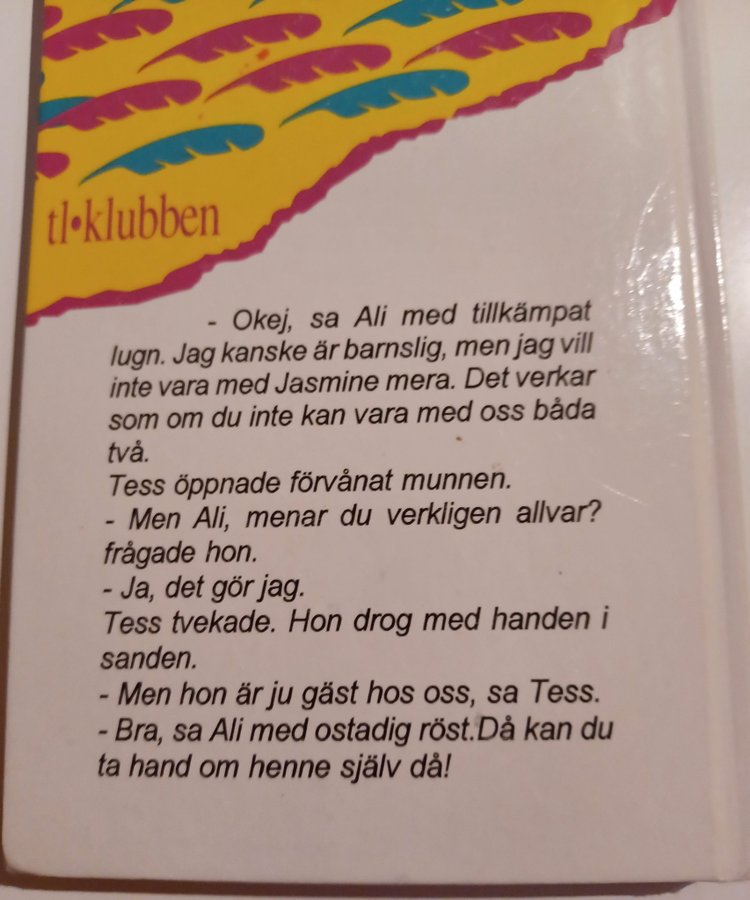 tl•klubben
- Okej, sa Ali med tillkämpat
lugn. Jag kanske är barnslig, men jag vill
inte vara med Jasmine mera. Det verkar
som om du inte kan vara med oss båda
två.
Tess öppnade förvånat munnen.
- Men Ali, menar du verkligen allvar?
frågade hon.
- Ja, det gör jag.
Tess tvekade. Hon drog med handen i
sanden.
- Men hon är ju gäst hos oss, sa Tess.
- Bra, sa Ali med ostadig röst.Då kan du
ta hand om henne själv då!